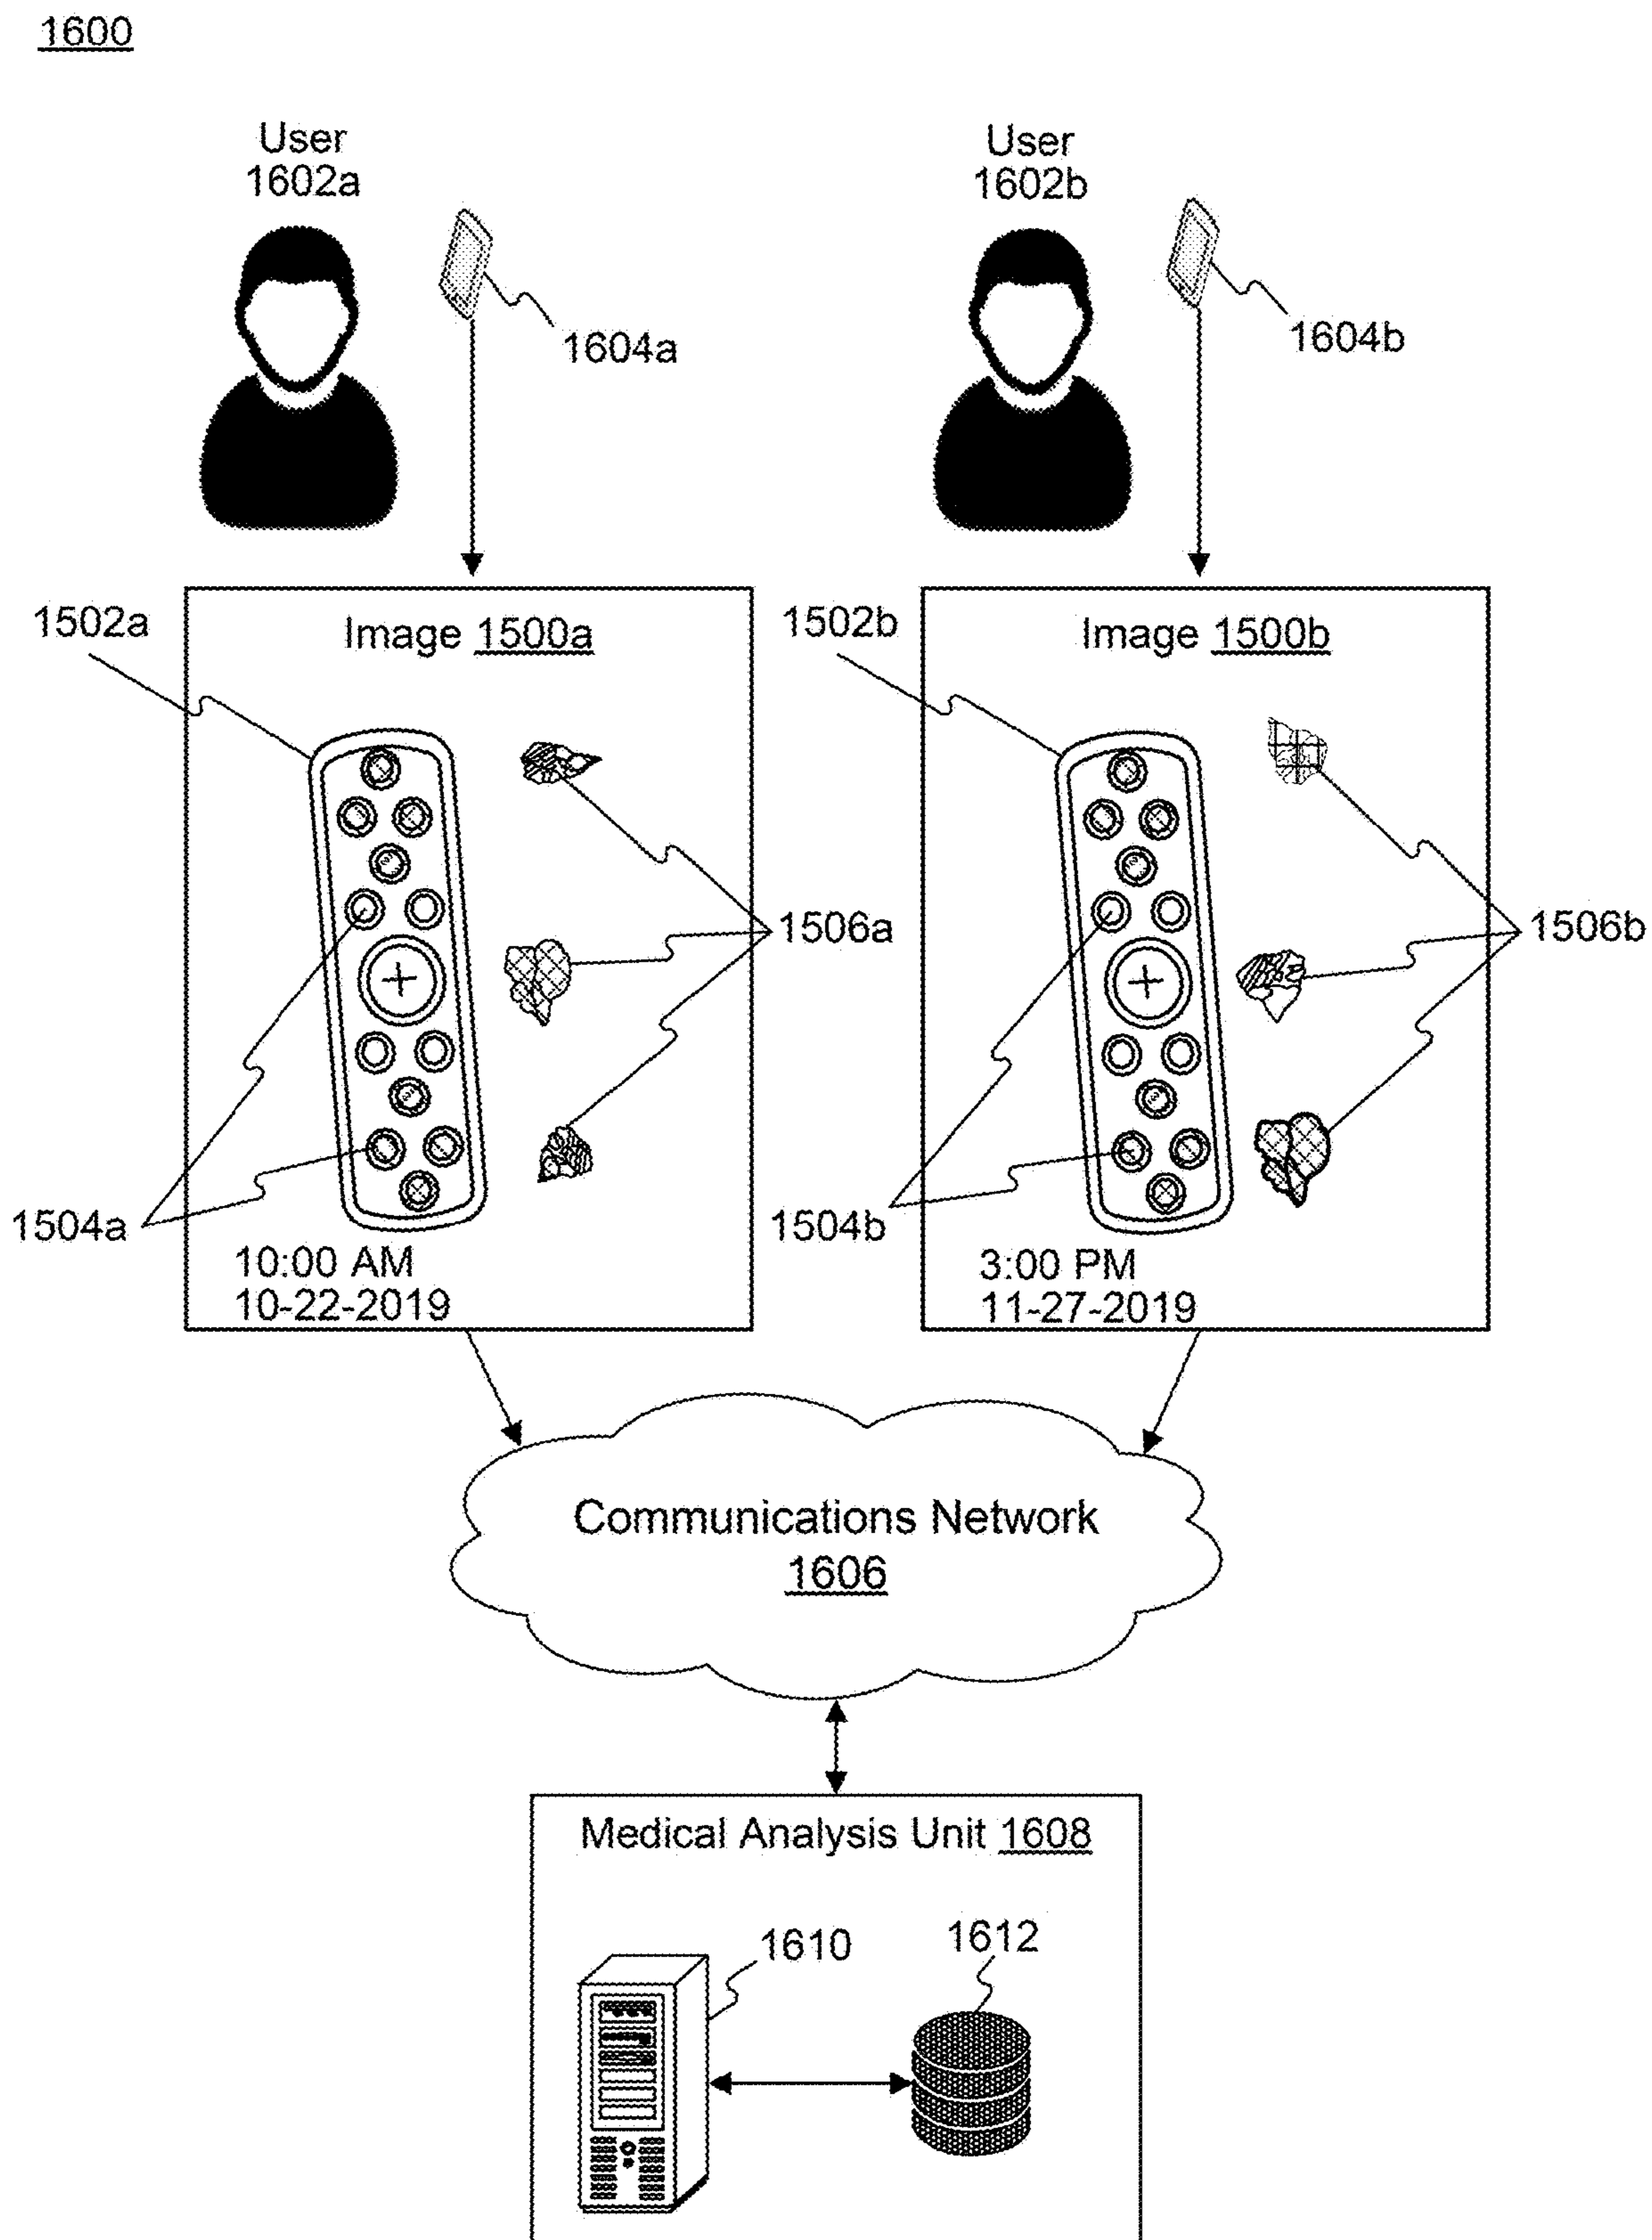 1600
User
1602a
User
1602b
1604a
1604b
1502a
Image 1500a
1502b
Image 1500b
1506a
1506b
1504a
1504b
10:00 AM
10-22-2019
3:00 PM
11-27-2019
Communications Network
1606
Medical Analysis Unit 1608
1610
1612